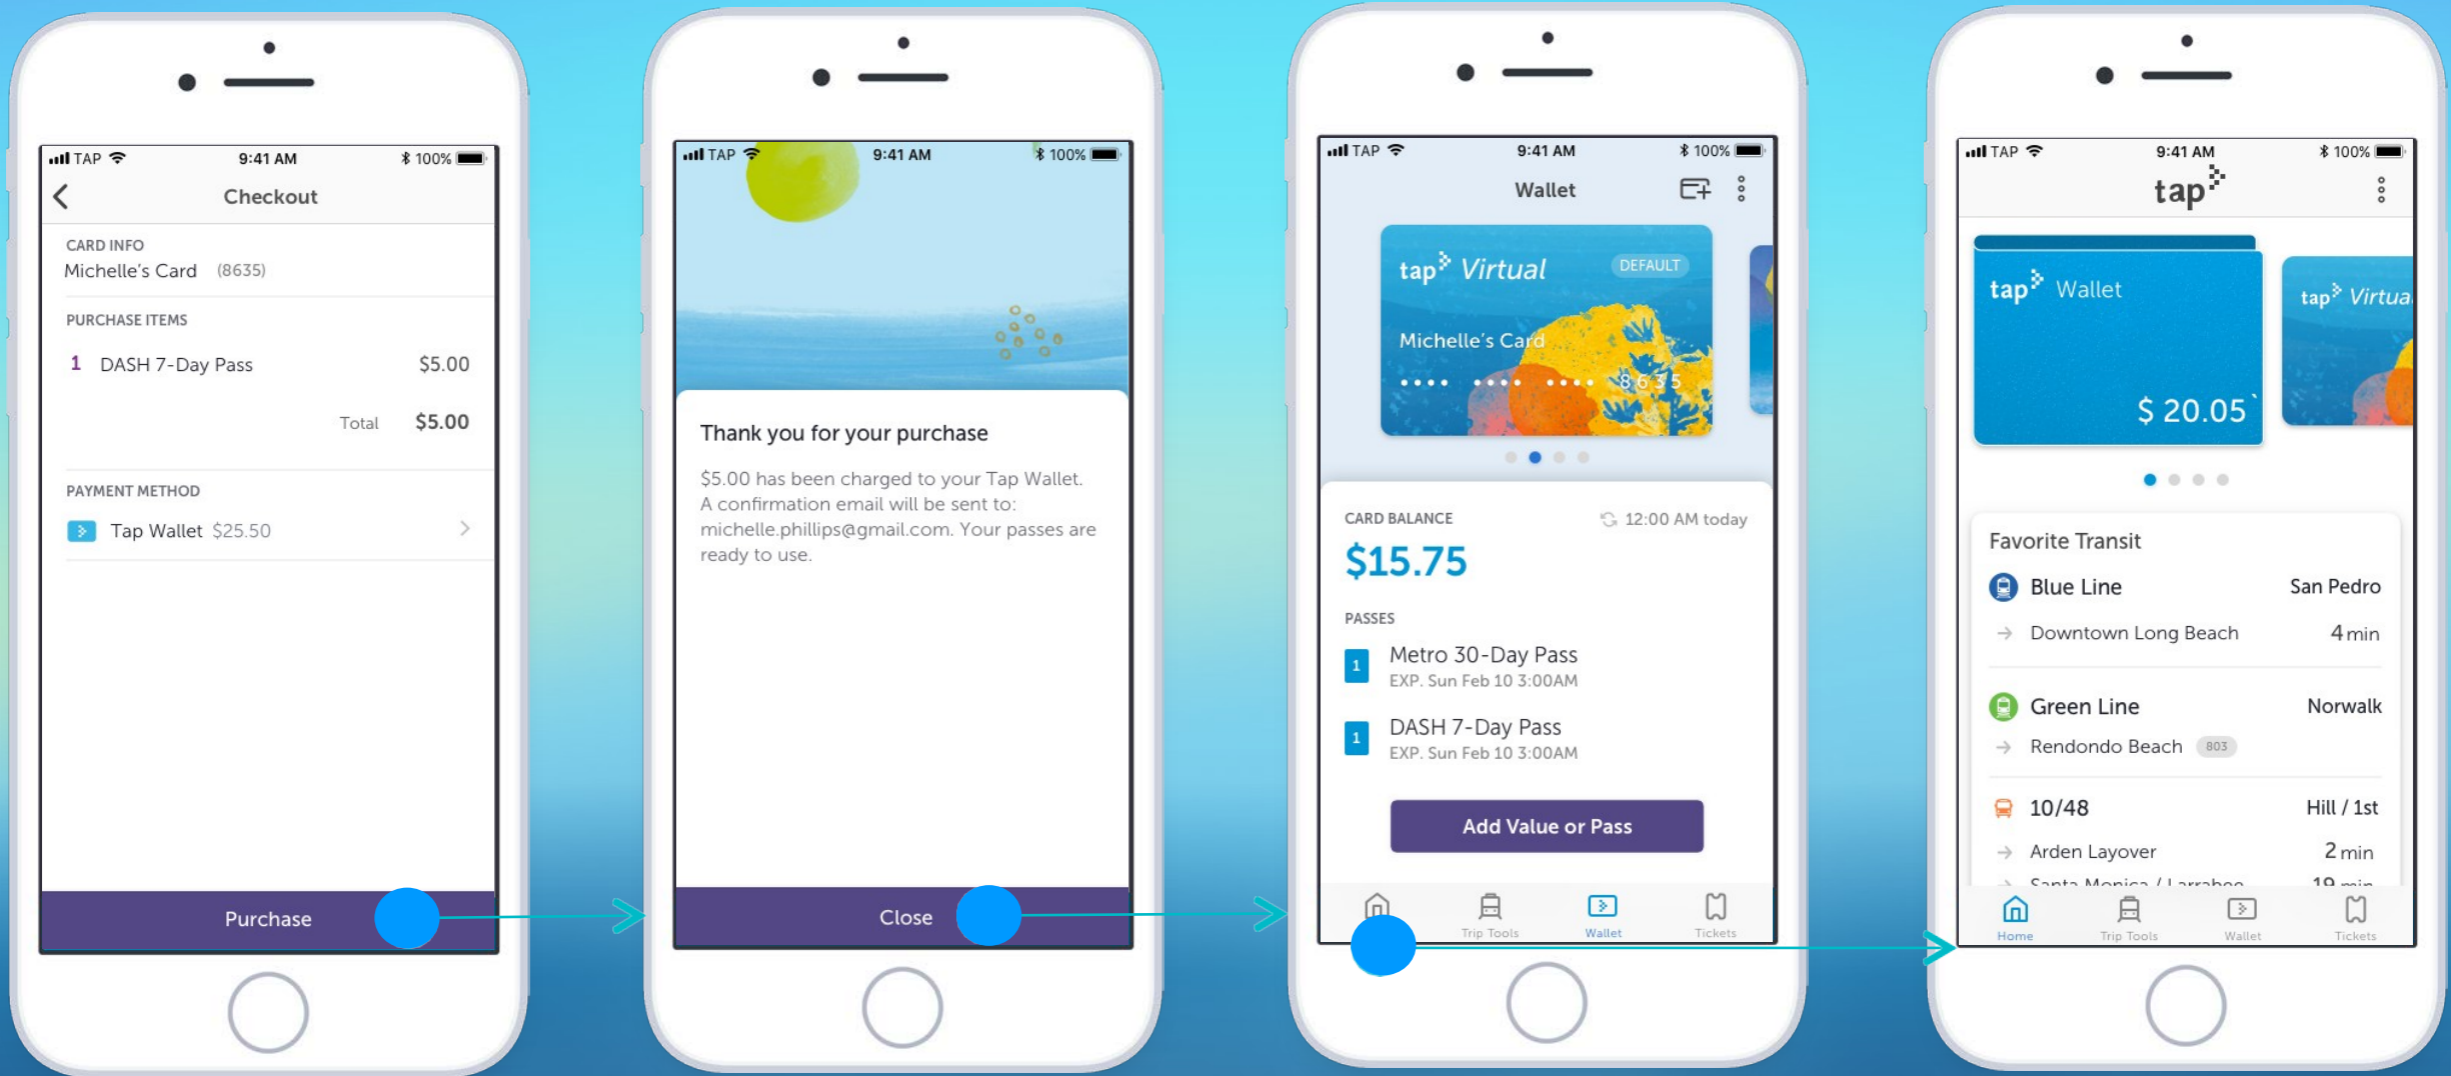 TAP 9:41 AM 100%
Checkout
CARD INFO
Michelle's Card (8635)
PURCHASE ITEMS
1 DASH 7-Day Pass $5.00
Total $5.00
PAYMENT METHOD
Tap Wallet $25.50
Purchase
TAP 9:41 AM 100%
Thank you for your purchase
$5.00 has been charged to your Tap Wallet.
A confirmation email will be sent to:
michelle.phillips@gmail.com. Your passes are
ready to use.
Close
TAP 9:41 AM 100%
Wallet
tap Virtual DEFAULT
Michelle's Card
•••• •••• •••• 8635
CARD BALANCE 12:00 AM today
$15.75
PASSES
1 Metro 30-Day Pass
EXP. Sun Feb 10 3:00AM
1 DASH 7-Day Pass
EXP. Sun Feb 10 3:00AM
Add Value or Pass
Trip Tools Wallet Tickets
TAP 9:41 AM 100%
tap
tap Wallet
$ 20.05`
tap Virtua
Favorite Transit
Blue Line San Pedro
Downtown Long Beach 4 min
Green Line Norwalk
Rendondo Beach 803
10/48 Hill / 1st
Arden Layover 2 min
Santa Monica / Larrabee 19 min
Home Trip Tools Wallet Tickets